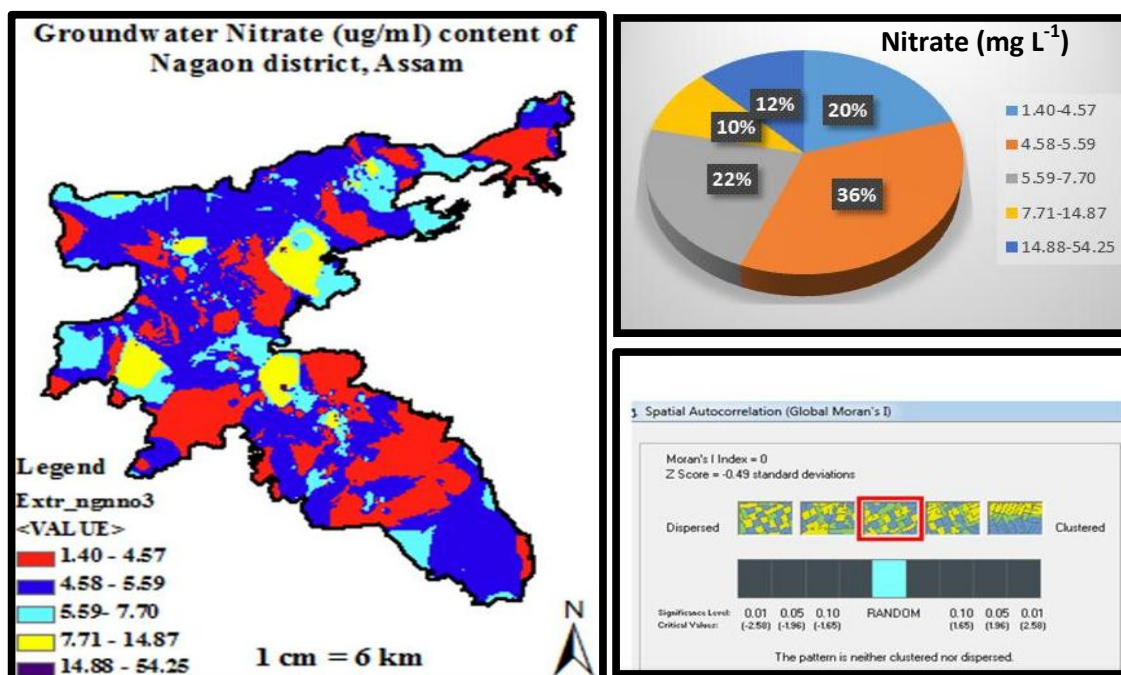 Groundwater Nitrate (ug/ml) content of
Nagaon district, Assam
Legend
Extr_ngnno3
<VALUE>
1.40 - 4.57
4.58 - 5.59
5.59- 7.70
7.71 - 14.87
14.88 - 54.25
1 cm = 6 km
N
Nitrate (mg L-1)
12%
20%
10%
22%
36%
1.40-4.57
4.58-5.59
5.59-7.70
7.71-14.87
14.88-54.25
Spatial Autocorrelation (Global Moran's I)
Moran's I Index = 0
Z Score = -0.49 standard deviations
Dispersed
Clustered
Significance Level: 0.01 0.05 0.10 RANDOM 0.10 0.05 0.01
Critical Values: (-2.58) (-1.96) (-1.65) (1.65) (1.96) (2.58)
The pattern is neither clustered nor dispersed.